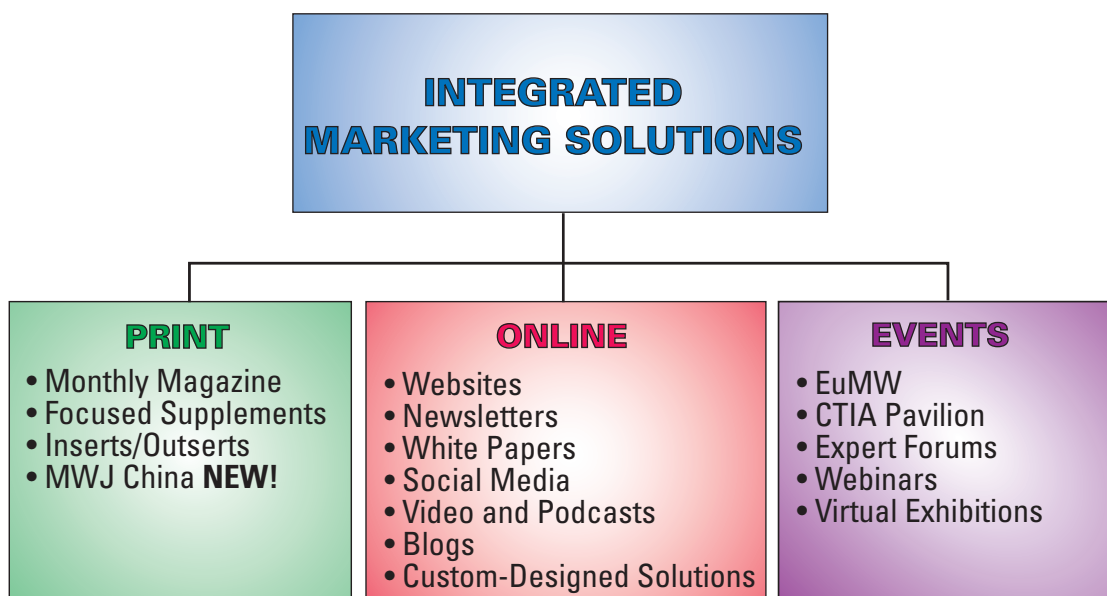 INTEGRATED
MARKETING SOLUTIONS
PRINT
• Monthly Magazine
• Focused Supplements
• Inserts/Outserts
• MWJ China NEW!
ONLINE
• Websites
• Newsletters
• White Papers
• Social Media
• Video and Podcasts
• Blogs
• Custom-Designed Solutions
EVENTS
• EuMW
• CTIA Pavilion
• Expert Forums
• Webinars
• Virtual Exhibitions